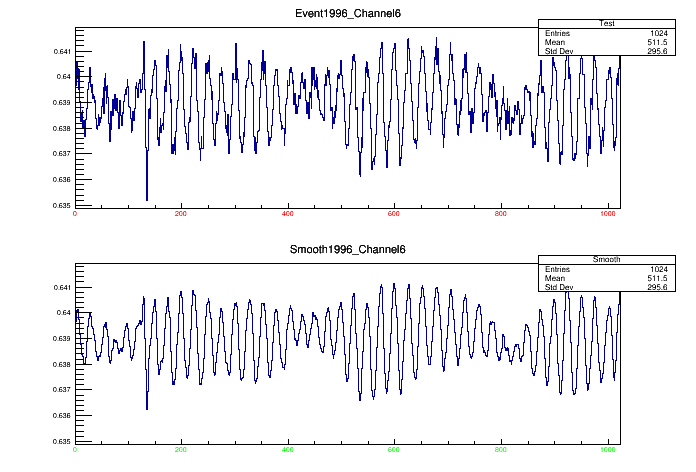 Event1996_Channel6
Test
Entries 1024
Mean 511.5
Std Dev 295.6
0.641
0.64
0.639
0.638
0.637
0.636
0.635
0 200 400 600 800 1000
Smooth1996_Channel6
Smooth
Entries 1024
Mean 511.5
Std Dev 295.6
0.641
0.64
0.639
0.638
0.637
0.636
0.635
0 200 400 600 800 1000